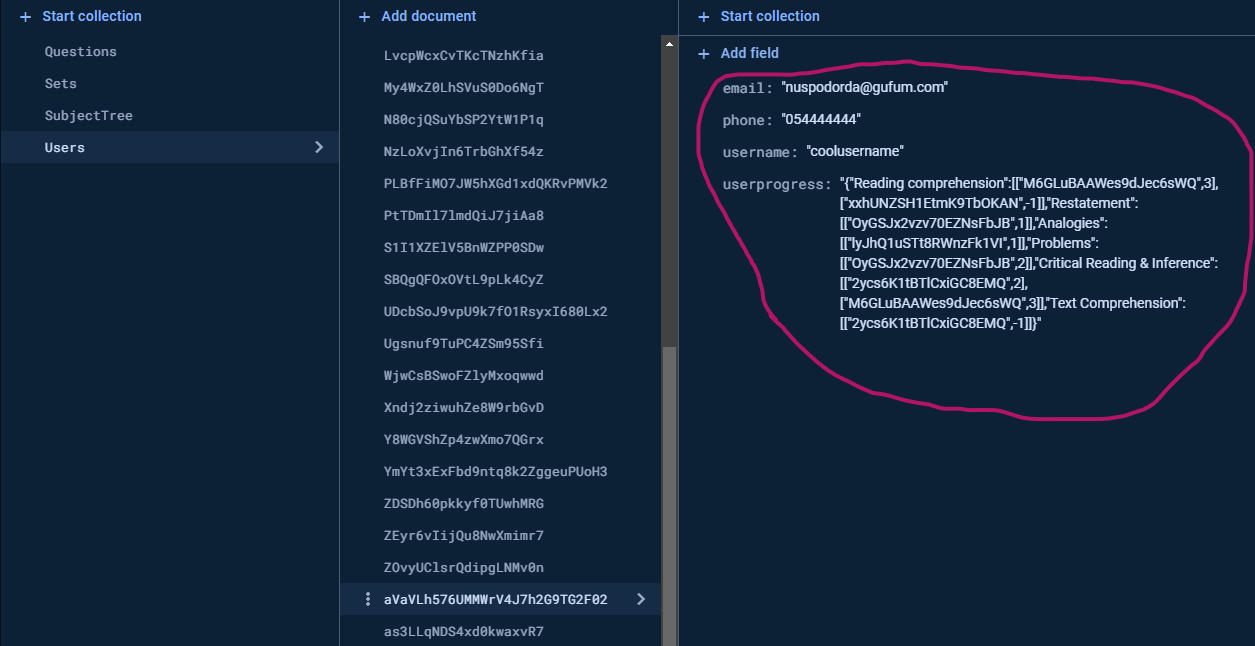 + Start collection
Questions
Sets
SubjectTree
Users
+ Add document
LvcpWcxCvTKcTNzhKfia
My4WxZ0LhSVuS0Do6NgT
N80cjQSuYbSP2YtW1P1q
NzLoXvjIn6TrbGhXf54z
PLBfFiMO7JW5hXGd1xdQKRvPMVk2
PtTDmIl7lmdQiJ7jiAa8
S1I1XZElV5BnWZPP0SDw
SBQgQFOxOVtL9pLk4CyZ
UDcbSoJ9vpU9k7fO1RsyxI680Lx2
Ugsnuf9TuPC4ZSm95Sfi
WjwCsBSwoFZlyMxoqwwd
Xndj2ziwuhZe8W9rbGvD
Y8WGVShZp4zwXmo7QGrx
YmYt3xExFbd9ntq8k2ZggeuPUoH3
ZDSDh60pkkyf0TUwhMRG
ZEyr6vIijQu8NwXmimr7
ZOvyUClsrQdipgLNMv0n
aVaVLh576UMMWrV4J7h2G9TG2F02
as3LLqNDS4xd0kwaxvR7
+ Start collection
+ Add field
email: "nuspodorda@gufum.com"
phone: "054444444"
username: "coolusername"
userprogress: "{"Reading comprehension":[["M6GLuBAAWes9dJec6sWQ",3],
["xxhUNZSH1EtmK9TbOKAN",-1]],"Restatement":
[["OyGSJx2vzv70EZNsFbJB",1]],"Analogies":
[["IyJhQ1uSTt8RWnzFk1VI",1]],"Problems":
[["OyGSJx2vzv70EZNsFbJB",2]],"Critical Reading & Inference":
[["2ycs6K1tBTlCxiGC8EMQ",2],
["M6GLuBAAWes9dJec6sWQ",3]],"Text Comprehension":
[["2ycs6K1tBTlCxiGC8EMQ",-1]]}"